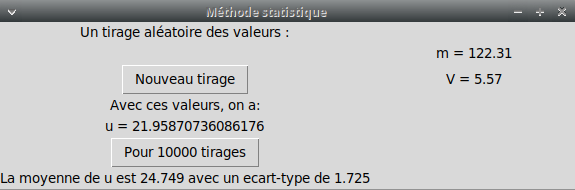 Méthode statistique
Un tirage aléatoire des valeurs :
m = 122.31
Nouveau tirage
V = 5.57
Avec ces valeurs, on a:
u = 21.95870736086176
Pour 10000 tirages
La moyenne de u est 24.749 avec un ecart-type de 1.725